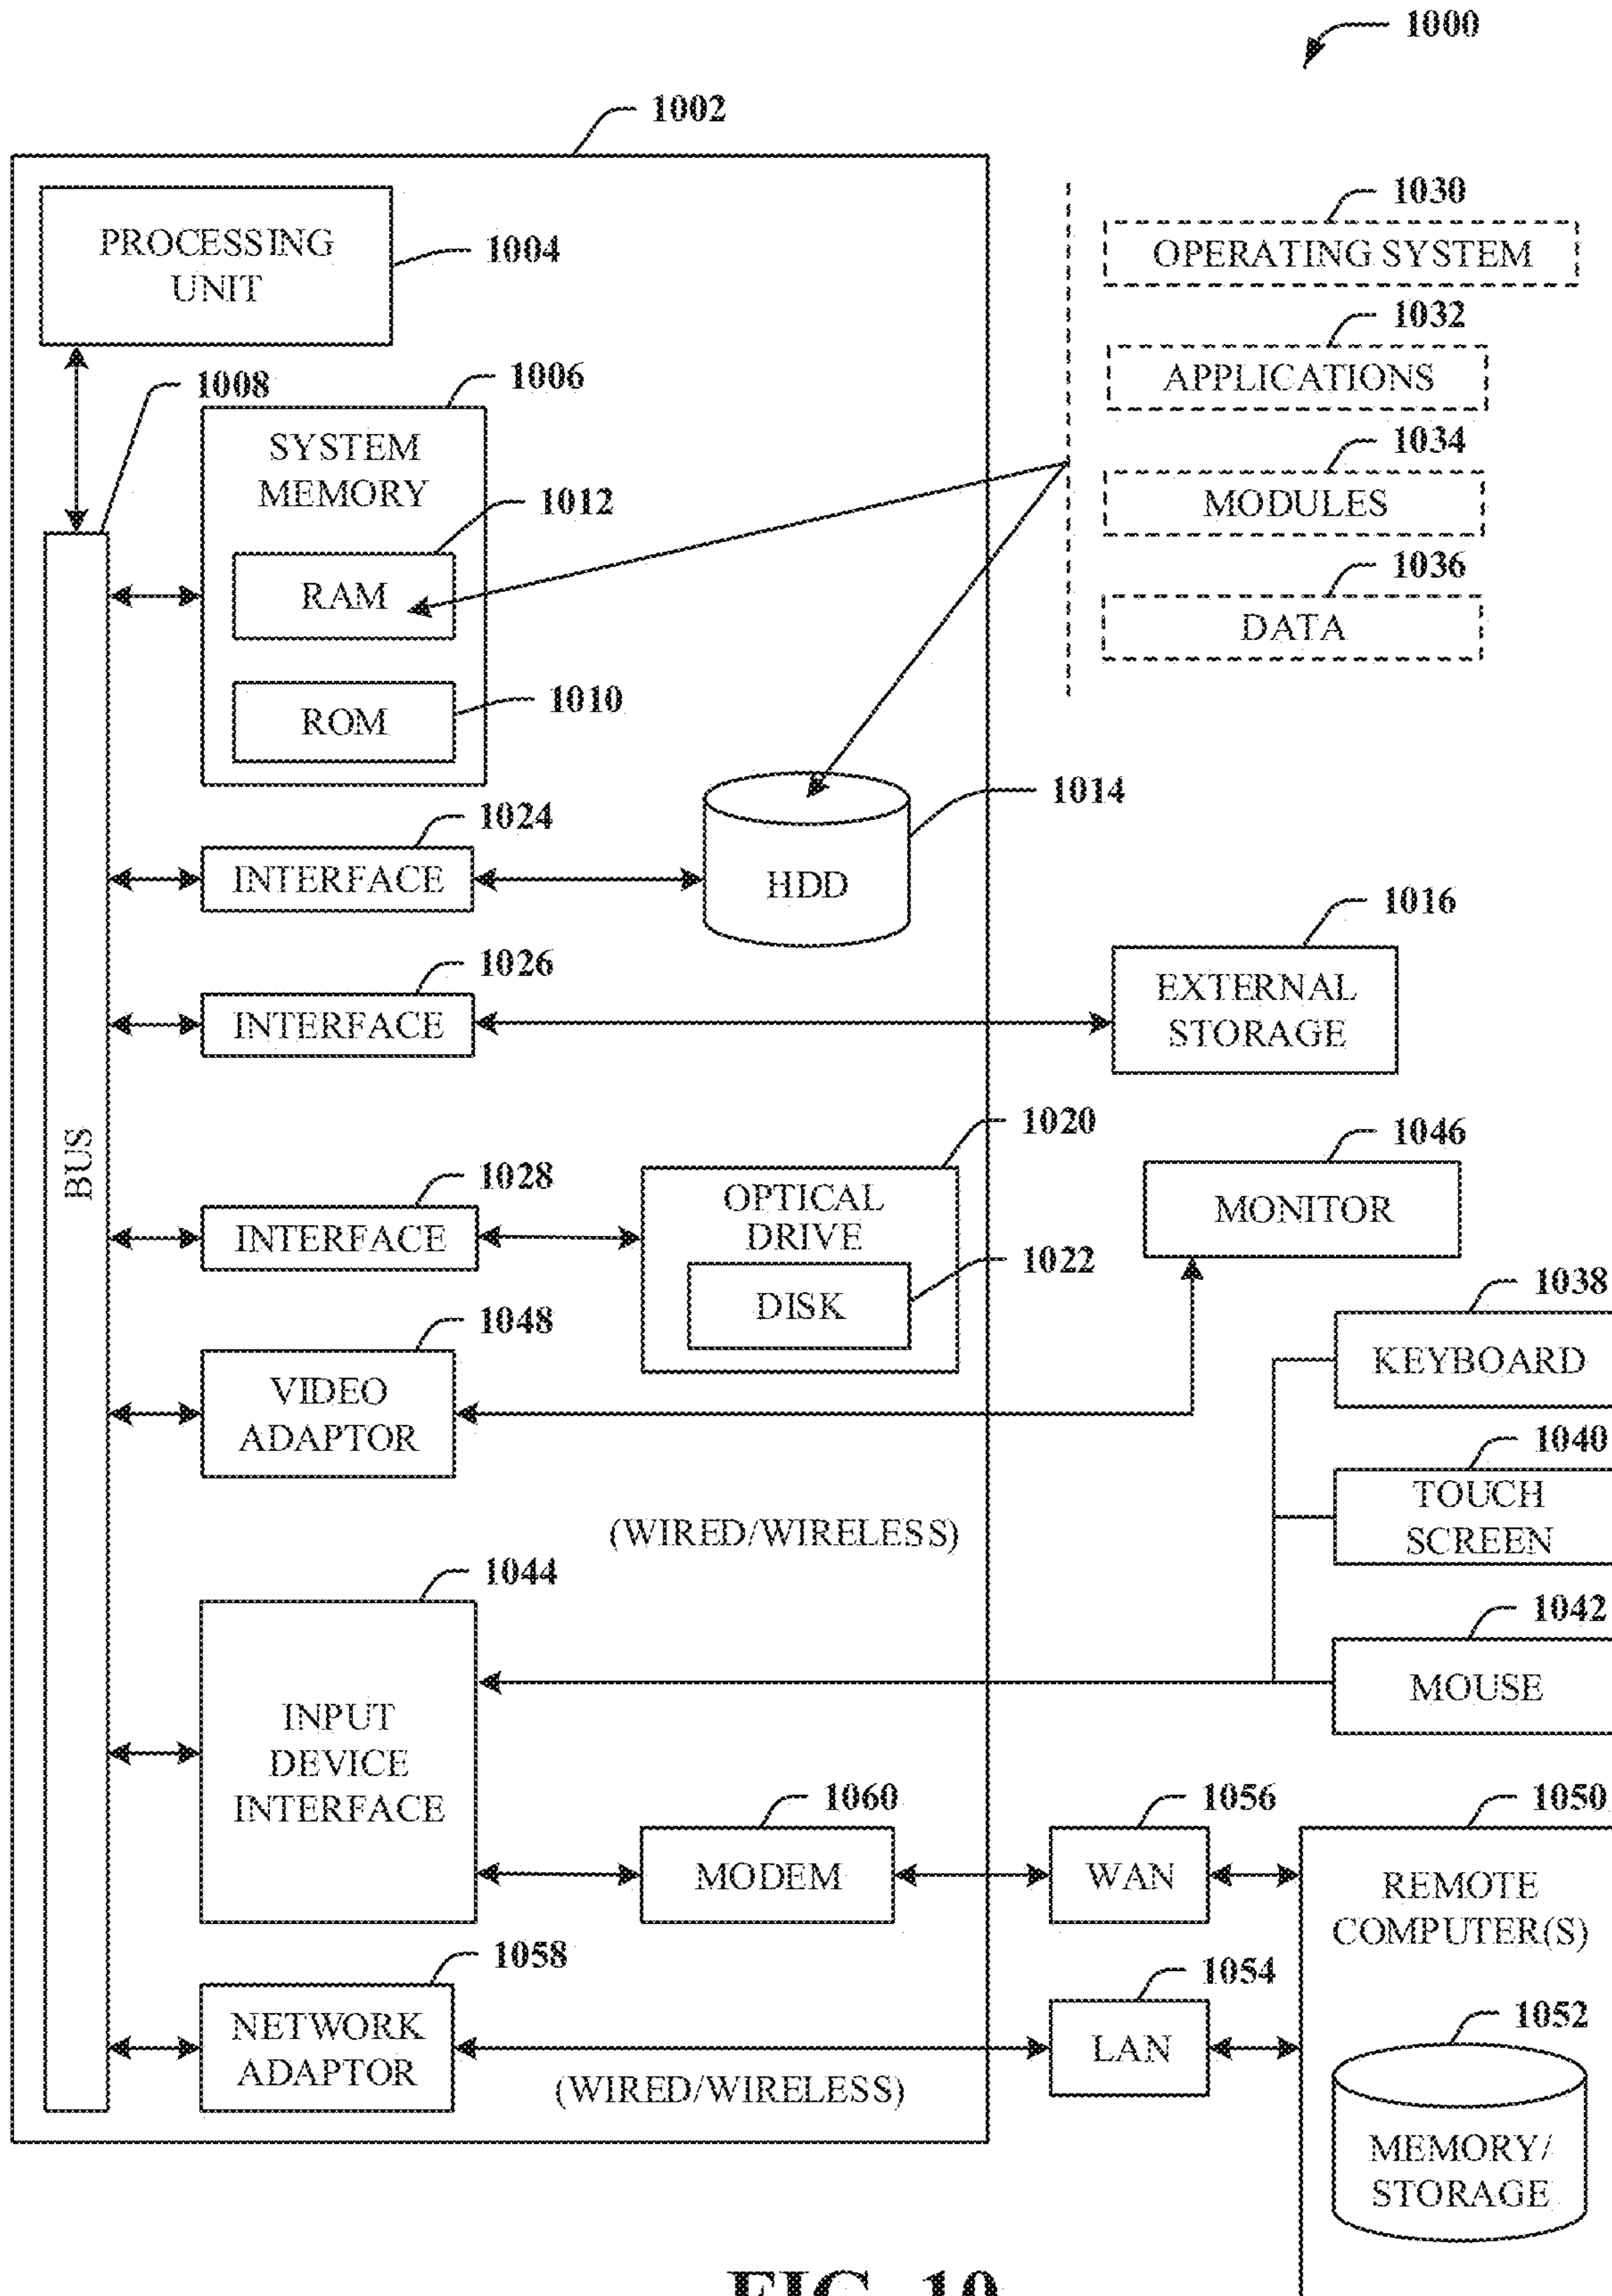 1000
1002
PROCESSING
UNIT
1004
1030
OPERATING SYSTEM
1032
APPLICATIONS
1034
MODULES
1036
DATA
1008
1006
SYSTEM
MEMORY
1012
RAM
1010
ROM
1024
INTERFACE
1014
HDD
1026
INTERFACE
1016
EXTERNAL
STORAGE
BUS
1028
INTERFACE
1020
OPTICAL
DRIVE
1022
DISK
1046
MONITOR
1048
VIDEO
ADAPTOR
1038
KEYBOARD
1040
TOUCH
SCREEN
(WIRED/WIRELESS)
1044
INPUT
DEVICE
INTERFACE
1042
MOUSE
1060
MODEM
1056
WAN
1050
REMOTE
COMPUTER(S)
1058
NETWORK
ADAPTOR
(WIRED/WIRELESS)
1054
LAN
1052
MEMORY/
STORAGE
FIG. 10